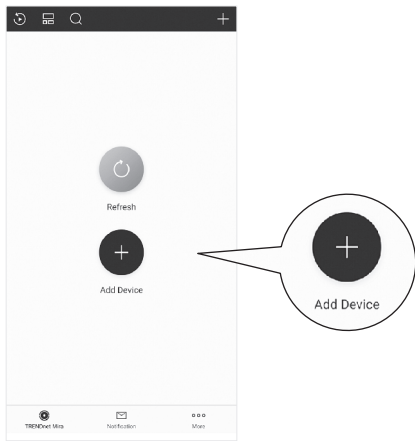 Refresh
Add Device
Add Device
TRENDnet Mira
Notification
More